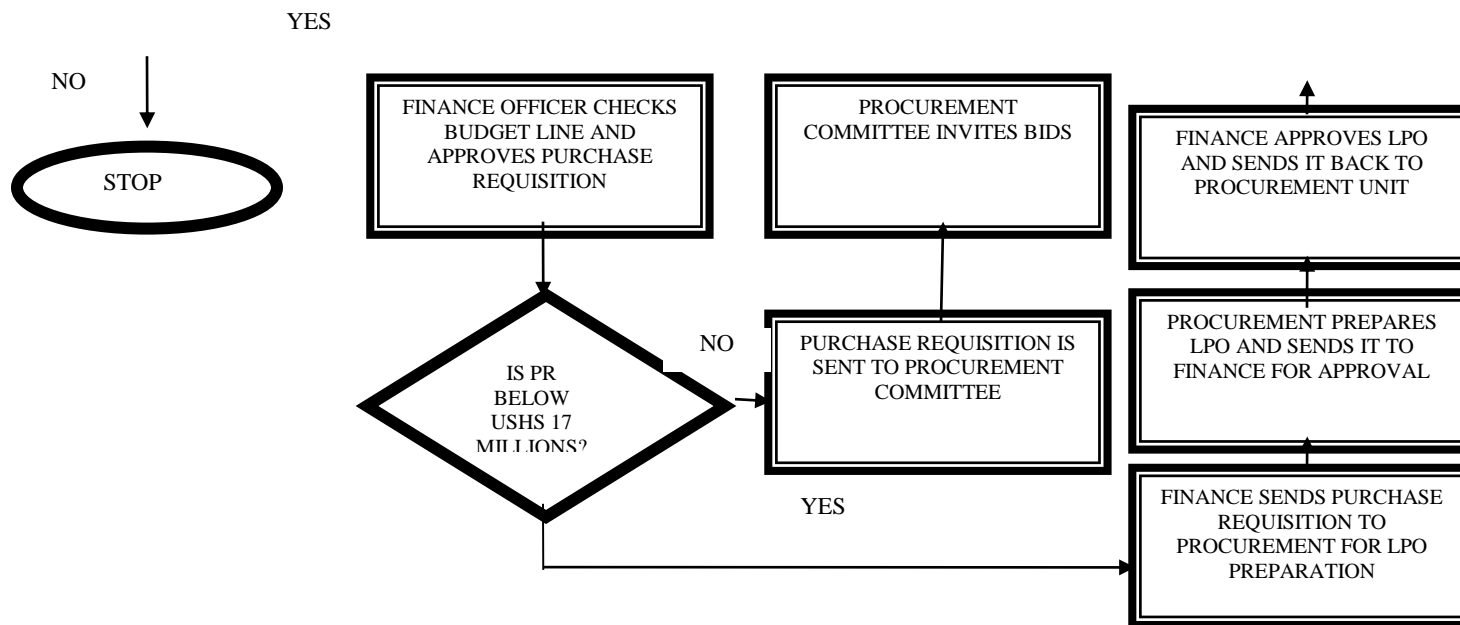 YES
NO
STOP
FINANCE OFFICER CHECKS
BUDGET LINE AND
APPROVES PURCHASE
REQUISITION
PROCUREMENT
COMMITTEE INVITES BIDS
FINANCE APPROVES LPO
AND SENDS IT BACK TO
PROCUREMENT UNIT
IS PR
BELOW
USHS 17
MILLIONS?
NO
PURCHASE REQUISITION IS
SENT TO PROCUREMENT
COMMITTEE
PROCUREMENT PREPARES
LPO AND SENDS IT TO
FINANCE FOR APPROVAL
YES
FINANCE SENDS PURCHASE
REQUISITION TO
PROCUREMENT FOR LPO
PREPARATION